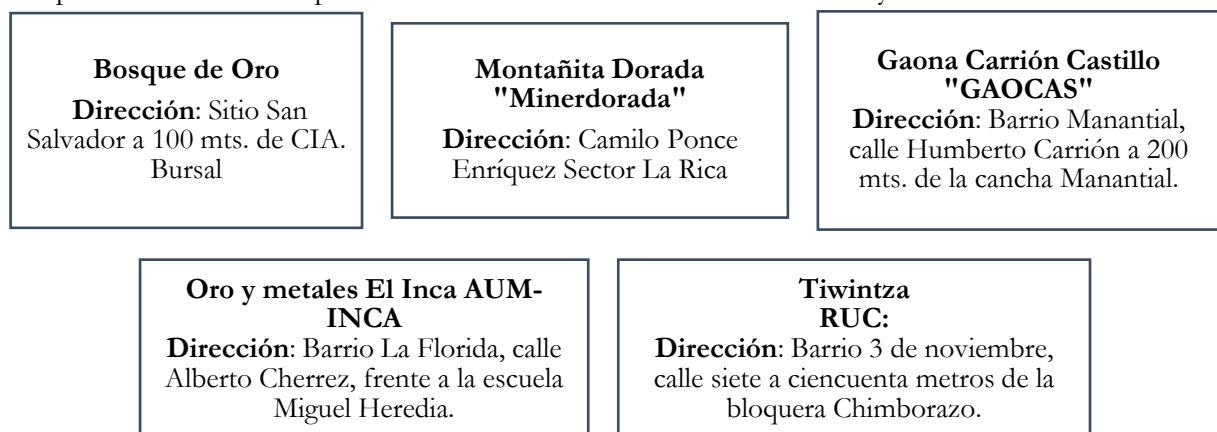 Bosque de Oro
Dirección: Sitio San
Salvador a 100 mts. de CIA.
Bursal
Montañita Dorada
"Minerdorada"
Dirección: Camilo Ponce
Enríquez Sector La Rica
Gaona Carrión Castillo
"GAOCAS"
Dirección: Barrio Manantial,
calle Humberto Carrión a 200
mts. de la cancha Manantial.
Oro y metales El Inca AUM-
INCA
Dirección: Barrio La Florida, calle
Alberto Cherrez, frente a la escuela
Miguel Heredia.
Tiwintza
RUC:
Dirección: Barrio 3 de noviembre,
calle siete a ciencuenta metros de la
bloquera Chimborazo.